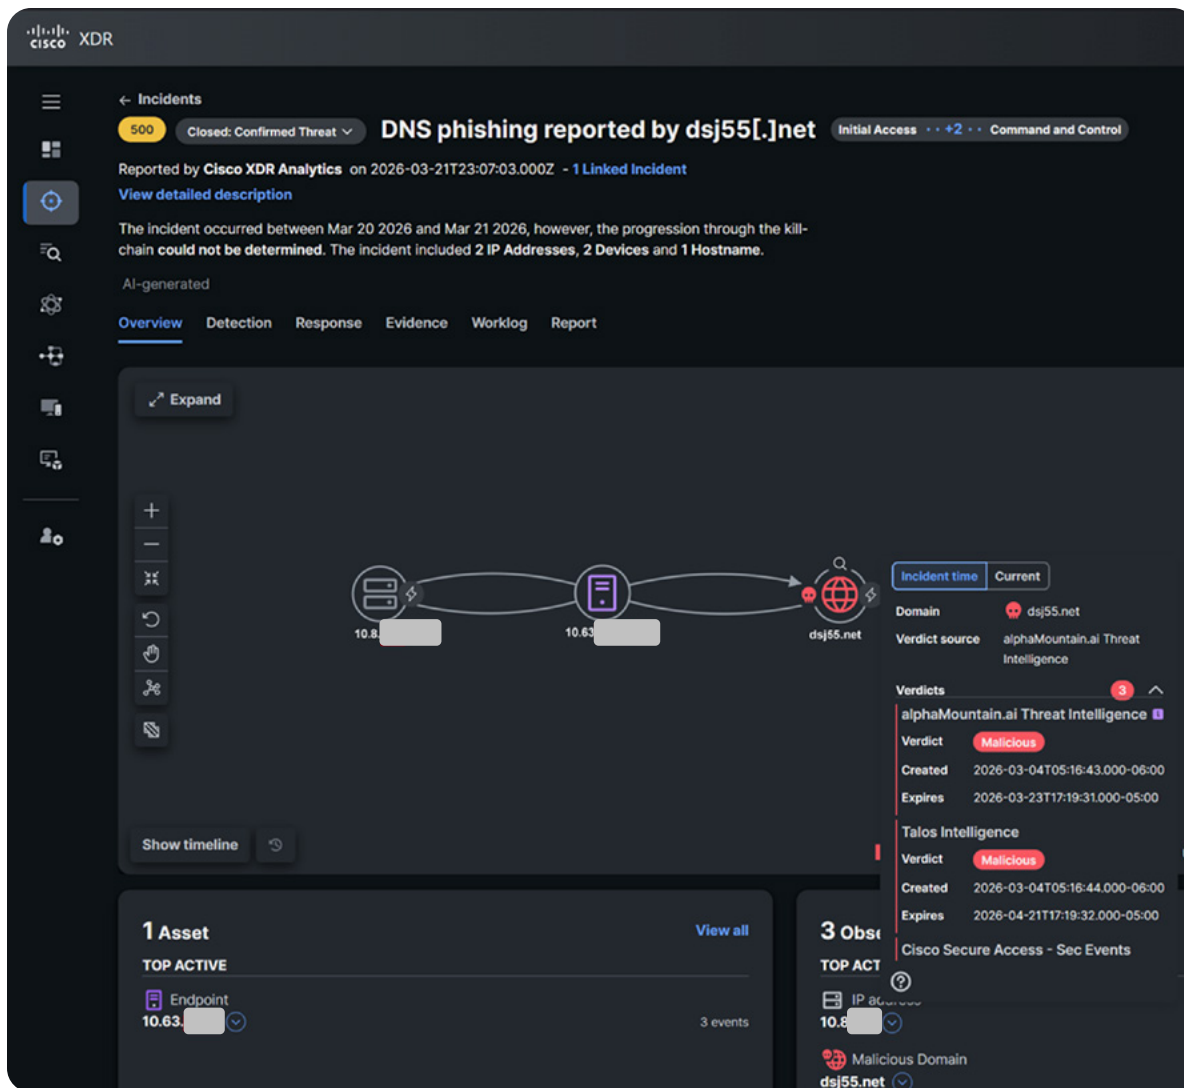 CISCO XDR
← Incidents
500 Closed: Confirmed Threat DNS phishing reported by dsj55[.]net Initial Access ··+2·· Command and Control
Reported by Cisco XDR Analytics on 2026-03-21T23:07:03.000Z - 1 Linked Incident
View detailed description
The incident occurred between Mar 20 2026 and Mar 21 2026, however, the progression through the kill-
chain could not be determined. The incident included 2 IP Addresses, 2 Devices and 1 Hostname.
AI-generated
Overview Detection Response Evidence Worklog Report
Expand
10.8.
10.63
dsj55.net
Incident time Current
Domain dsj55.net
Verdict source alphaMountain.ai Threat
Intelligence
Verdicts 3
alphaMountain.ai Threat Intelligence
Verdict Malicious
Created 2026-03-04T05:16:43.000-06:00
Expires 2026-03-23T17:19:31.000-05:00
Talos Intelligence
Verdict Malicious
Created 2026-03-04T05:16:44.000-06:00
Expires 2026-04-21T17:19:32.000-05:00
Cisco Secure Access - Sec Events
Show timeline
1 Asset View all
TOP ACTIVE
Endpoint
10.63. 3 events
3 Obse
TOP ACT
IP
10.8
Malicious Domain
dsj55.net